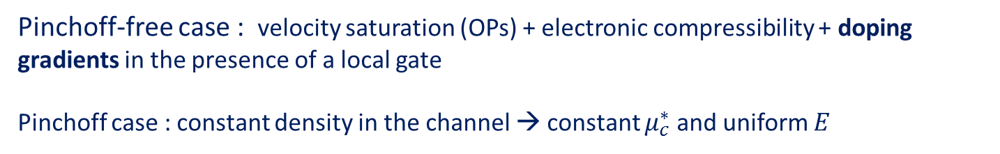 Pinchoff-free case :  velocity saturation (OPs) + electronic compressibility + doping
gradients in the presence of a local gate
Pinchoff case : constant density in the channel → constant μ*c and uniform E